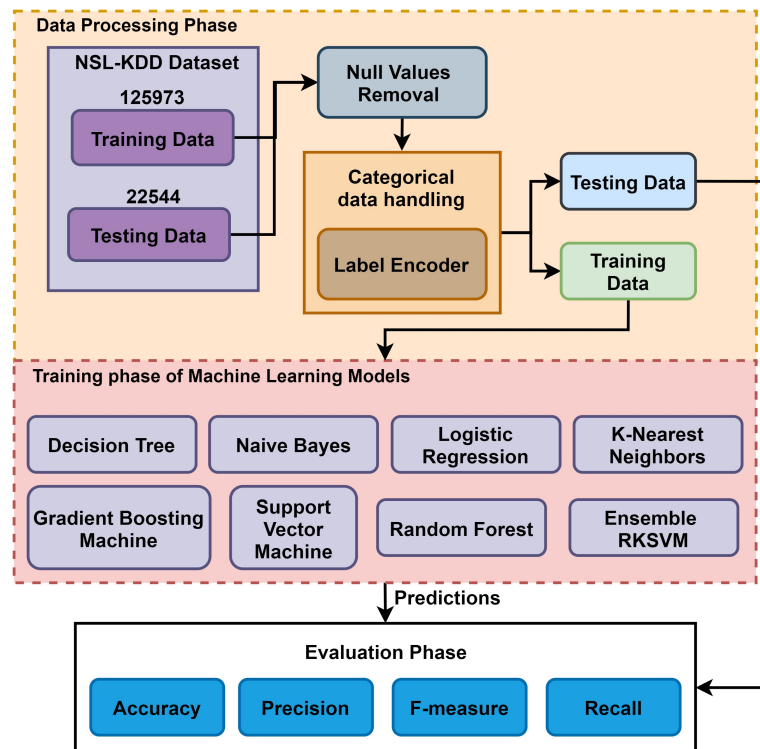 Data Processing Phase
NSL-KDD Dataset
125973
Training Data
22544
Testing Data
Null Values
Removal
Categorical
data handling
Label Encoder
Testing Data
Training
Data
Training phase of Machine Learning Models
Decision Tree
Naive Bayes
Logistic
Regression
K-Nearest
Neighbors
Gradient Boosting
Machine
Support
Vector
Machine
Random Forest
Ensemble
RKSVM
Predictions
Evaluation Phase
Accuracy
Precision
F-measure
Recall